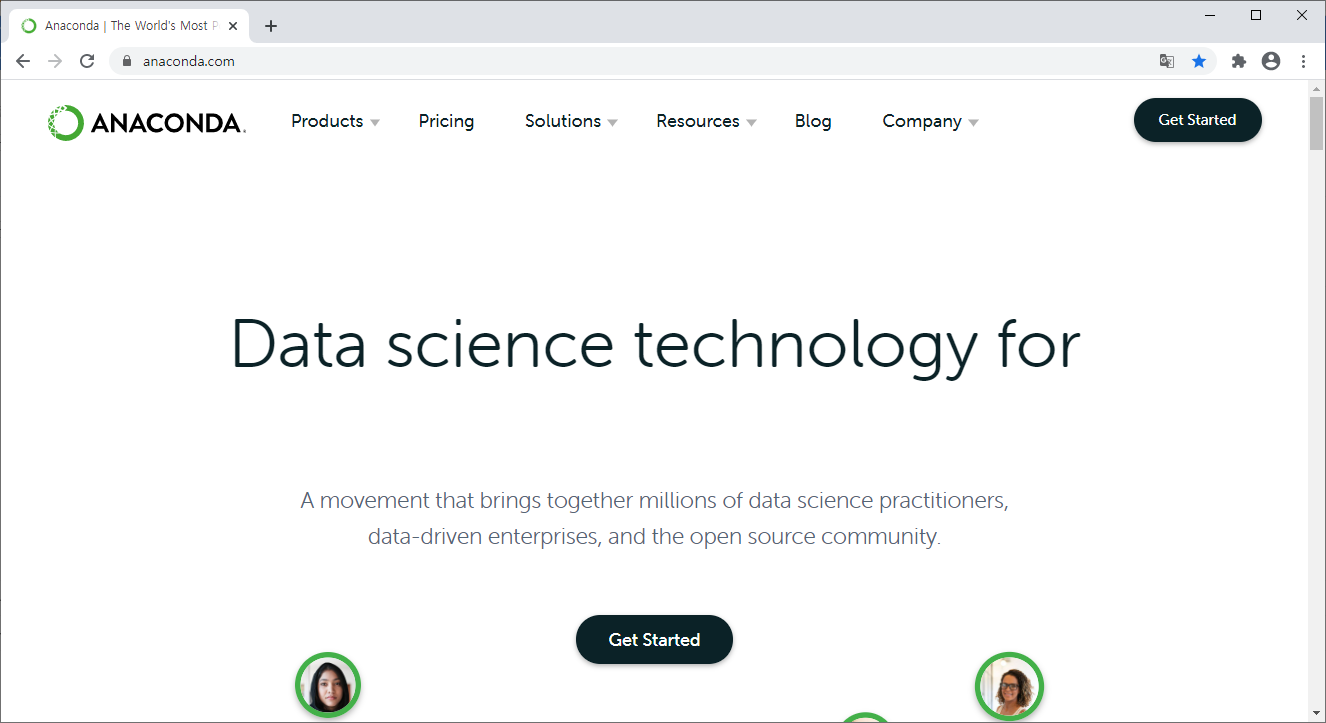 Anaconda | The World's Most P
anaconda.com
ANACONDA.
Products
Pricing
Solutions
Resources
Blog
Company
Get Started
Data science technology for
A movement that brings together millions of data science practitioners,
data-driven enterprises, and the open source community.
Get Started